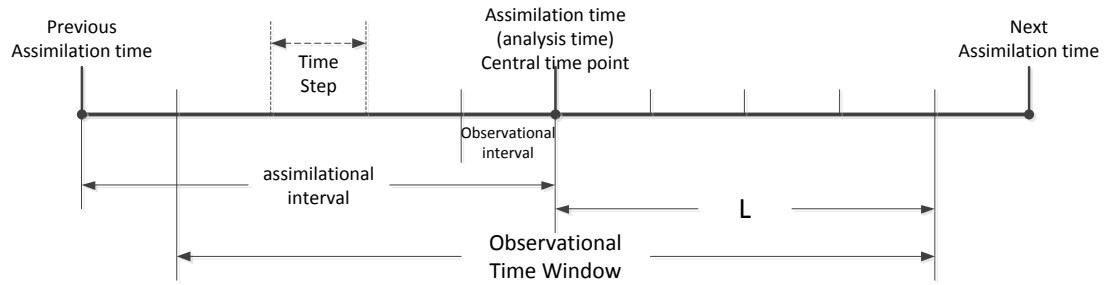 Previous
Assimilation time
Time
Step
Assimilation time
(analysis time)
Central time point
Next
Assimilation time
Observational
interval
assimilational
interval
L
Observational
Time Window